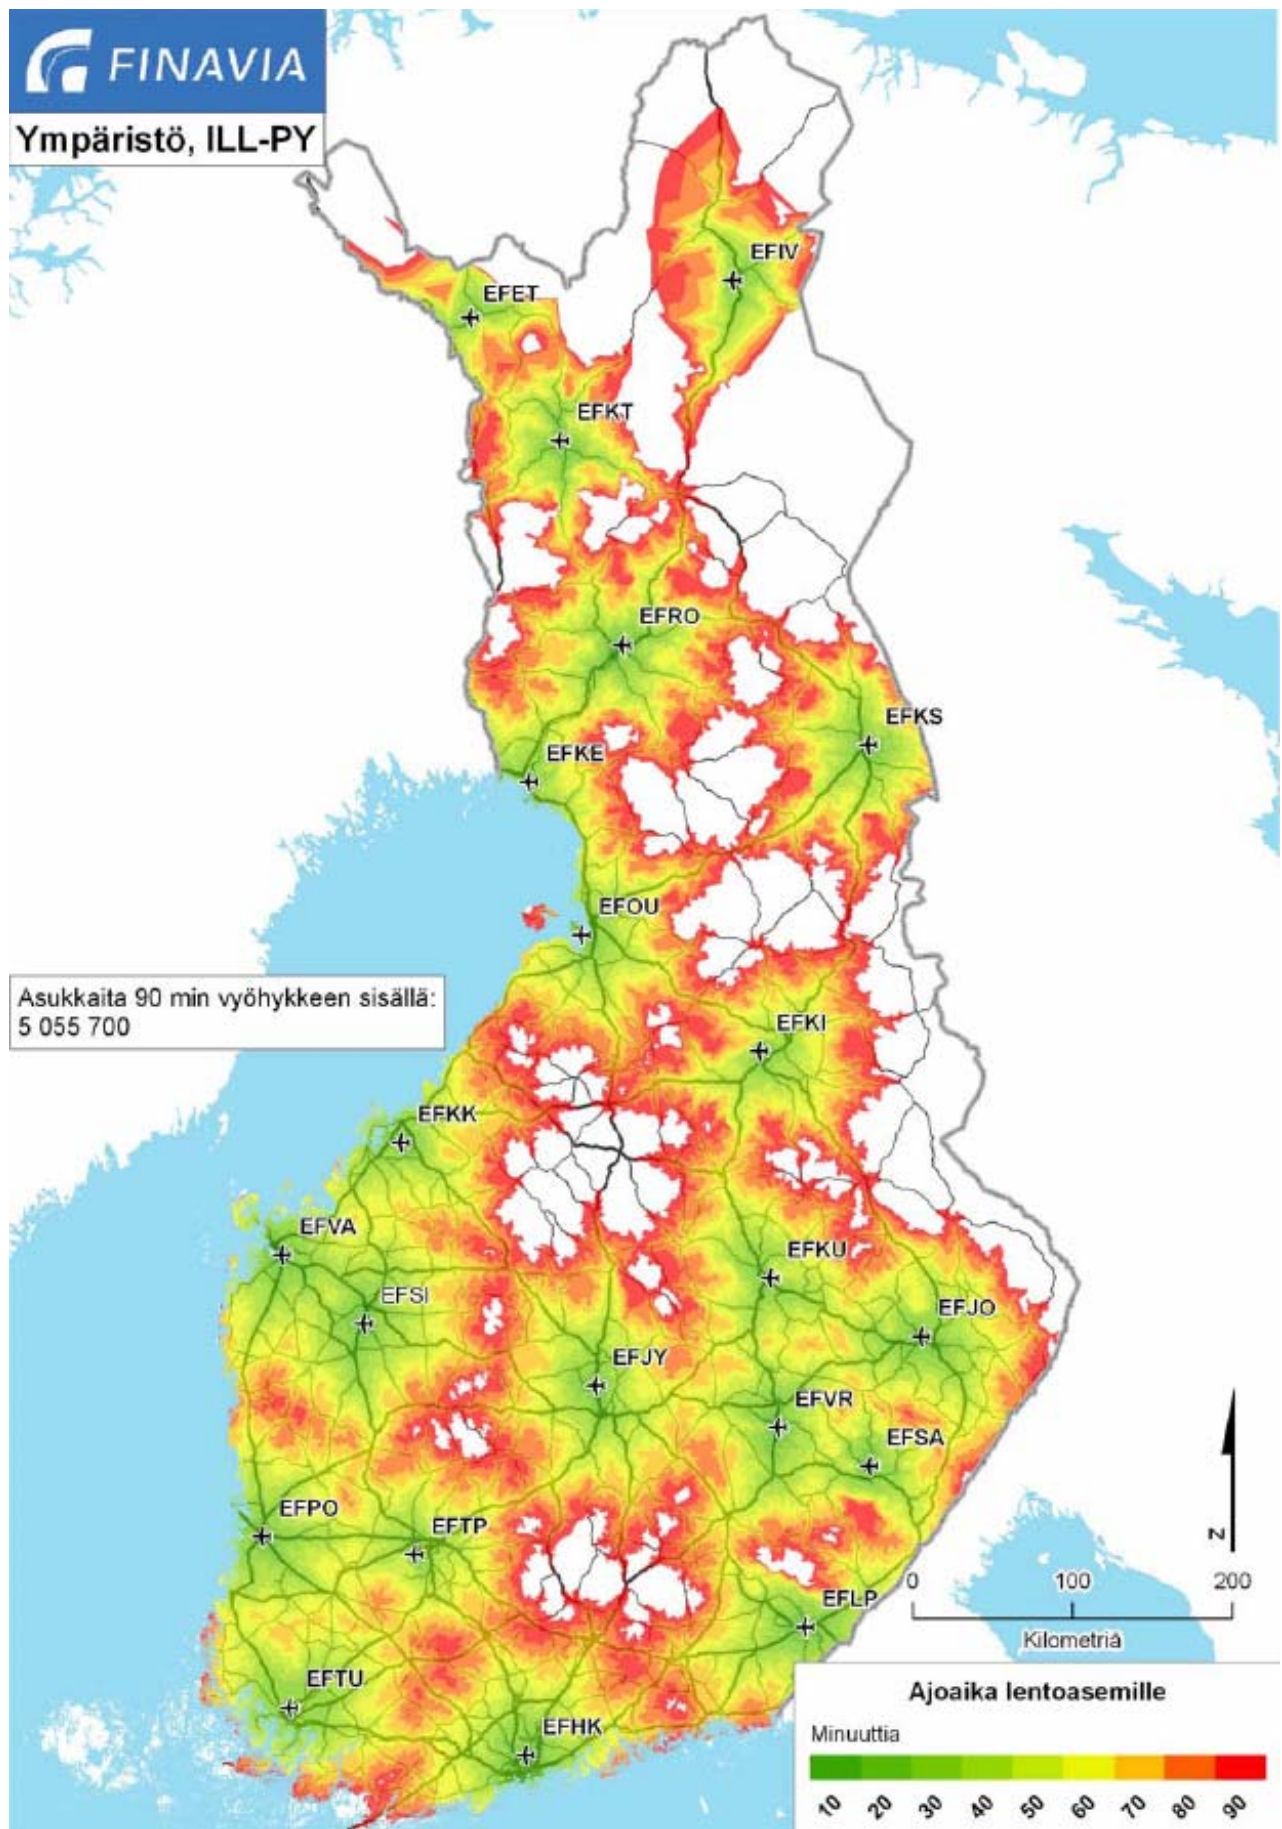 FINAVIA
Ympäristö, ILL-PY
EFIV
EFET
EFKT
EFRO
EFKS
EFKE
EFOU
Asukkaita 90 min vyöhykkeen sisällä:
5 055 700
EFKI
EFKK
EFVA
EFKU
EFSI
EFJO
EFJY
EFVR
EFSA
EFPO
EFTP
N
0 100 200
EFLP
Kilometriä
EFTU
EFHK
Ajoaika lentoasemille
Minuuttia
10 20 30 40 50 60 70 80 90